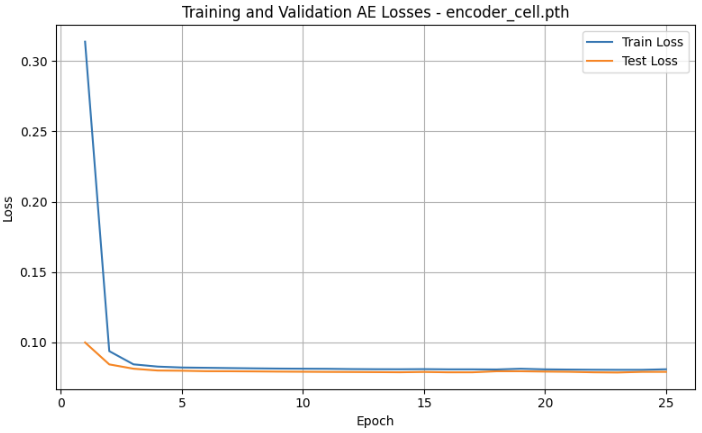 Training and Validation AE Losses - encoder_cell.pth
Train Loss
Test Loss
0.30
0.25
0.20
0.15
0.10
Loss
0 5 10 15 20 25
Epoch